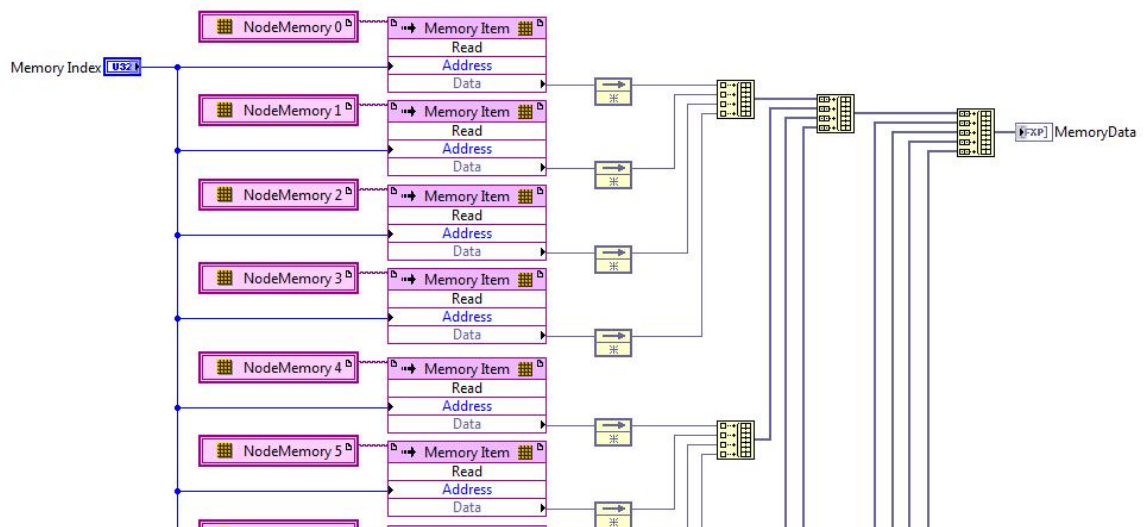 NodeMemory 0
Memory Item
Read
Memory Index U32
Address
Data
NodeMemory 1
Memory Item
Read
FXP MemoryData
Address
Data
NodeMemory 2
Memory Item
Read
Address
Data
NodeMemory 3
Memory Item
Read
Address
Data
NodeMemory 4
Memory Item
Read
Address
Data
NodeMemory 5
Memory Item
Read
Address
Data